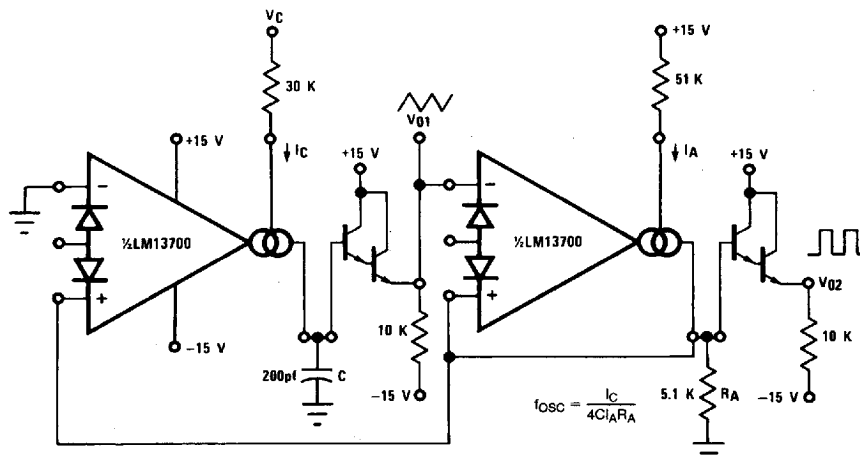 VC
+15 V
30 K
51 K
VO1
+15 V
IC
+15 V
IA
+15 V
−
½LM13700
+
−
½LM13700
+
VO2
−15 V
10 K
10 K
200pf
C
−15 V
fOSC = IC / 4CIARA
5.1 K
RA
−15 V